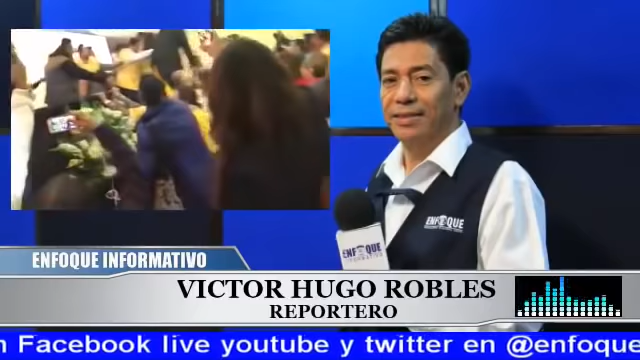 ENFOQUE
ENFOQUE
ENFOQUE INFORMATIVO
VICTOR HUGO ROBLES
REPORTERO
n Facebook live youtube y twitter en @enfoque